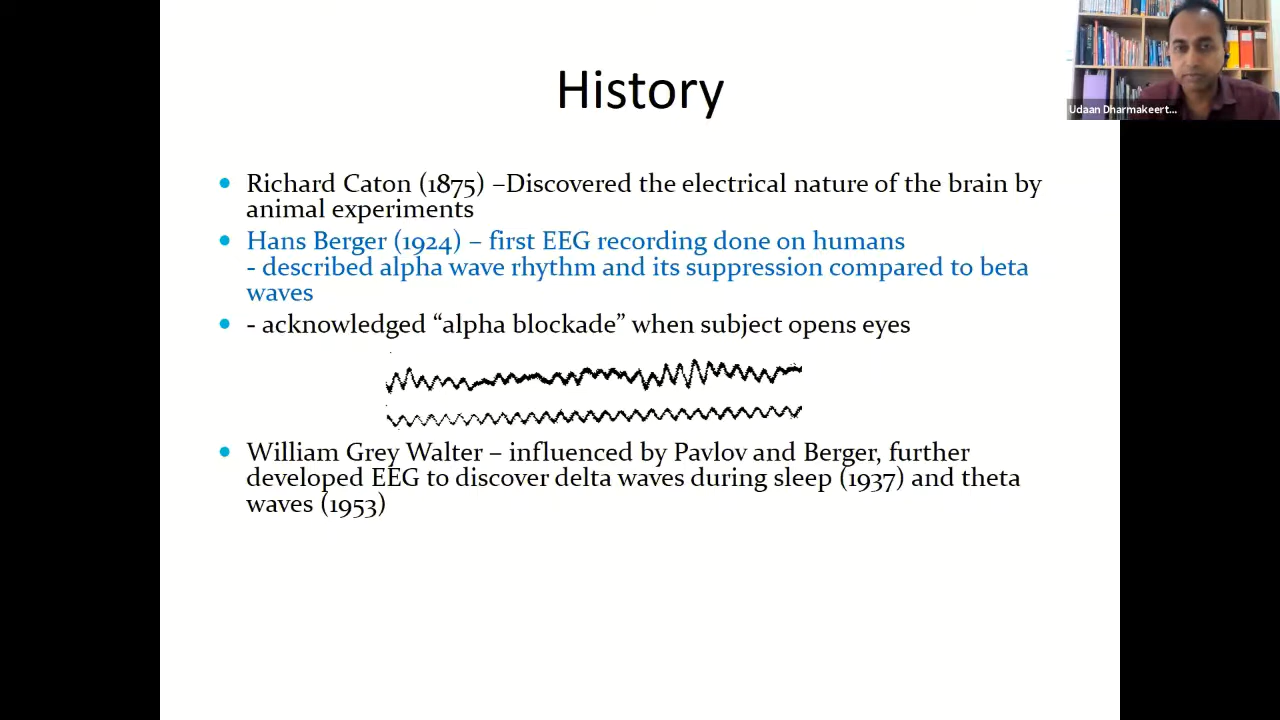 History
Udaan Dharmakeert...
• Richard Caton (1875) –Discovered the electrical nature of the brain by
animal experiments
• Hans Berger (1924) – first EEG recording done on humans
- described alpha wave rhythm and its suppression compared to beta
waves
• - acknowledged “alpha blockade” when subject opens eyes
• William Grey Walter – influenced by Pavlov and Berger, further
developed EEG to discover delta waves during sleep (1937) and theta
waves (1953)